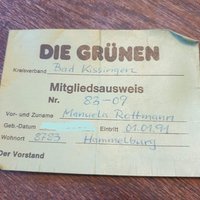 DIE GRÜNEN
Kreisverband Bad Kissingen
Mitgliedsausweis
Nr. 83-07
Vor- und Zuname Manuela Rottmann
Geb.-Datum Eintritt 01.01.91
Wohnort 8783 Hammelburg
Der Vorstand